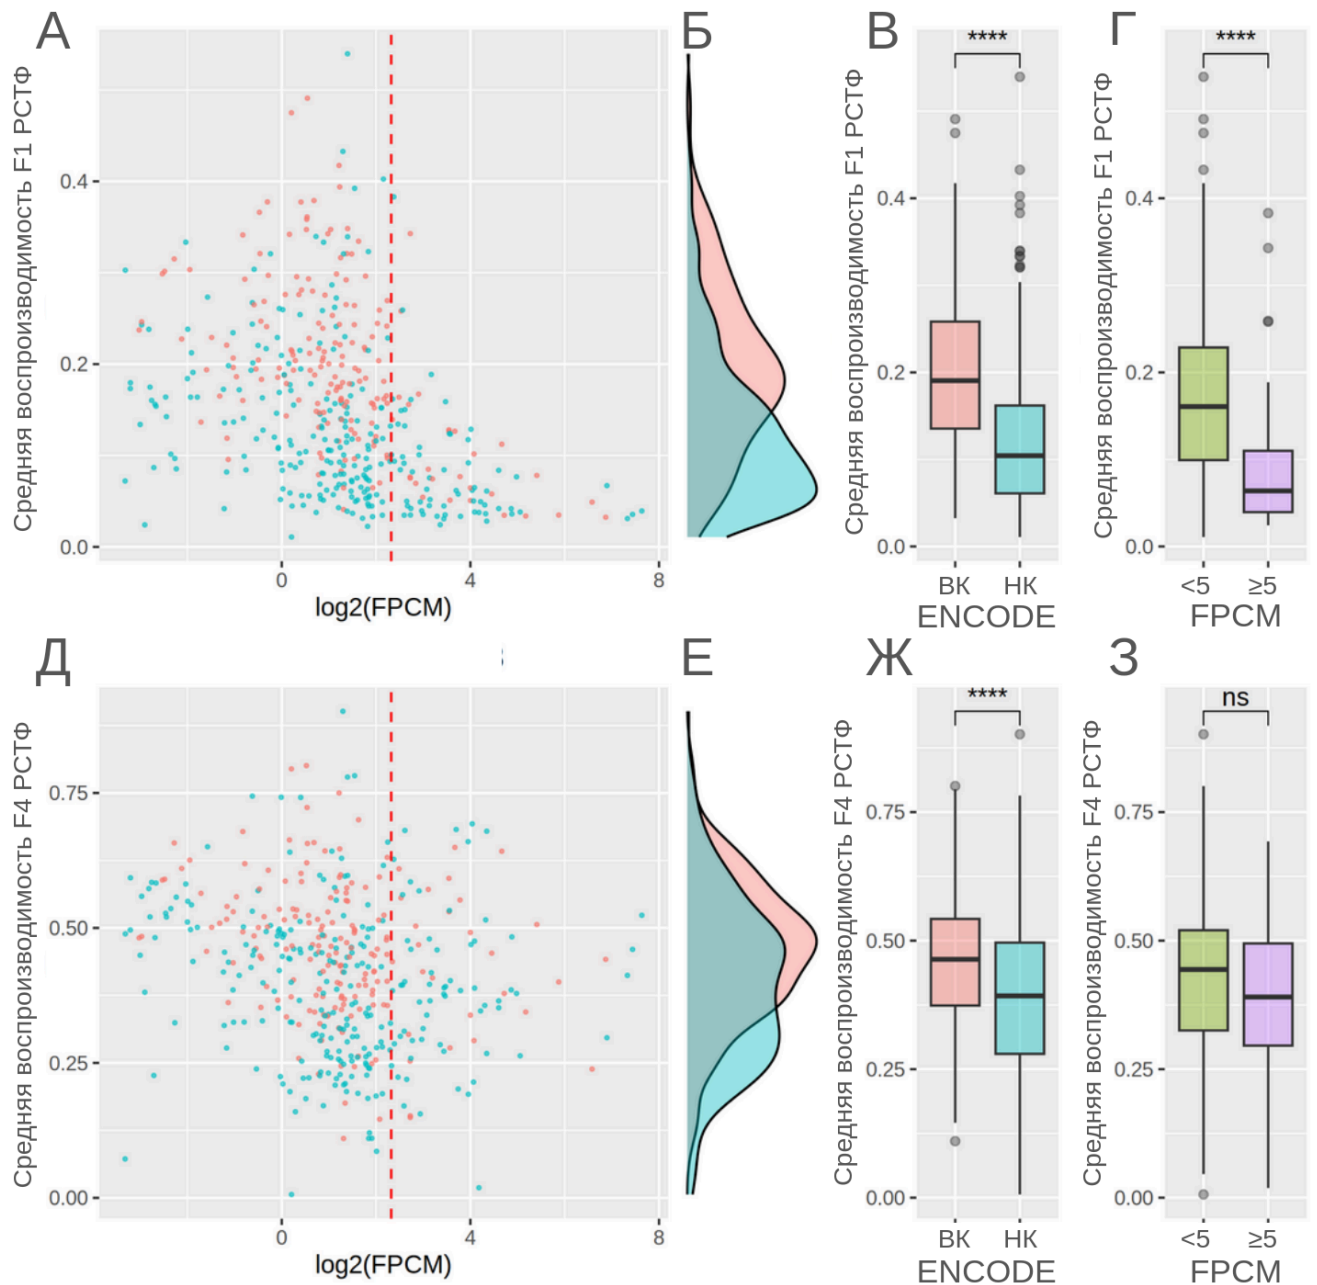 А
Средняя воспроизводимость F1 РСТФ
0.4
0.2
0.0
0
4
8
log2(FPCM)
Б
В
Средняя воспроизводимость F1 РСТФ
****
0.4
0.2
0.0
ВК
НК
ENCODE
Г
Средняя воспроизводимость F1 РСТФ
****
0.4
0.2
0.0
<5
≥5
FPCM
Д
Средняя воспроизводимость F4 РСТФ
0.75
0.50
0.25
0.00
0
4
8
log2(FPCM)
Е
Ж
Средняя воспроизводимость F4 РСТФ
****
0.75
0.50
0.25
0.00
ВК
НК
ENCODE
З
Средняя воспроизводимость F4 РСТФ
ns
0.75
0.50
0.25
0.00
<5
≥5
FPCM